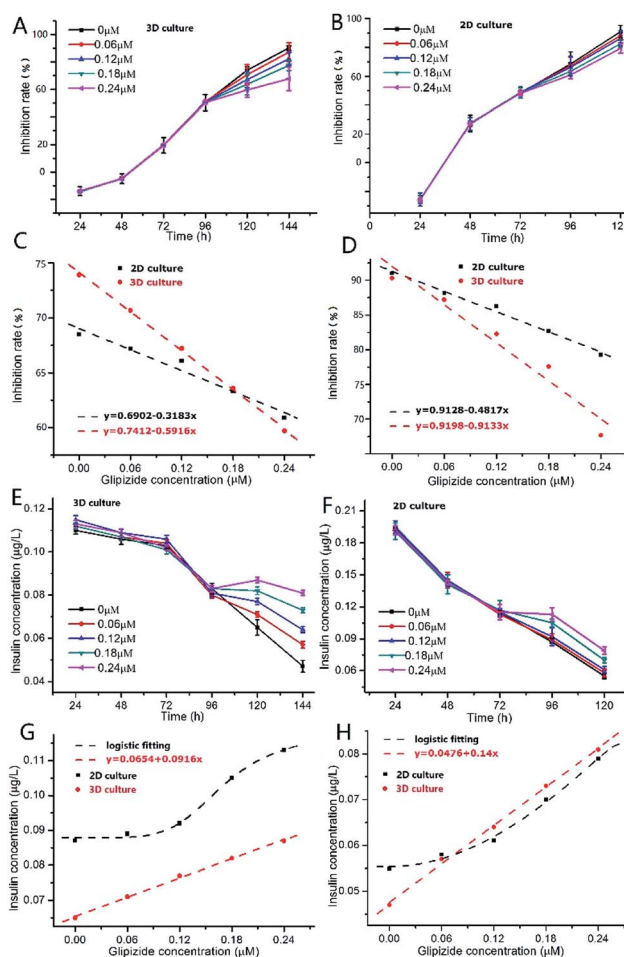 A
3D culture
0μM
0.06μM
0.12μM
0.18μM
0.24μM
Inhibition rate (%)
100
80
60
20
0
24 48 72 96 120 144
Time (h)
B
2D culture
0μM
0.06μM
0.12μM
0.18μM
0.24μM
Inhibition rate (%)
100
80
60
20
0
0 24 48 72 96 12
Time (h)
C
2D culture
3D culture
Inhibition rate (%)
75
70
65
60
y=0.6902-0.3183x
y=0.7412-0.5916x
0.00 0.06 0.12 0.18 0.24
Glipizide concentration (μM)
D
2D culture
3D culture
Inhibition rate (%)
95
90
85
80
75
70
y=0.9128-0.4817x
y=0.9198-0.9133x
0.00 0.06 0.12 0.18 0.24
Glipizide concentration (μM)
E
3D culture
Insulin concentration (μg/L)
0.12
0.10
0.08
0.06
0.04
0μM
0.06μM
0.12μM
0.18μM
0.24μM
24 48 72 96 120 144
Time (h)
F
2D culture
Insulin concentration (μg/L)
0.21
0.18
0.15
0.12
0.09
0.06
0μM
0.06μM
0.12μM
0.18μM
0.24μM
24 48 72 96 120
Time (h)
G
logistic fitting
y=0.0654+0.0916x
2D culture
3D culture
Insulin concentration (μg/L)
0.11
0.10
0.09
0.08
0.07
0.00 0.06 0.12 0.18 0.24
Glipizide concentration (μM)
H
logistic fitting
y=0.0476+0.14x
2D culture
3D culture
Insulin concentration (μg/L)
0.08
0.07
0.06
0.05
0.00 0.06 0.12 0.18 0.24
Glipizide concentration (μM)